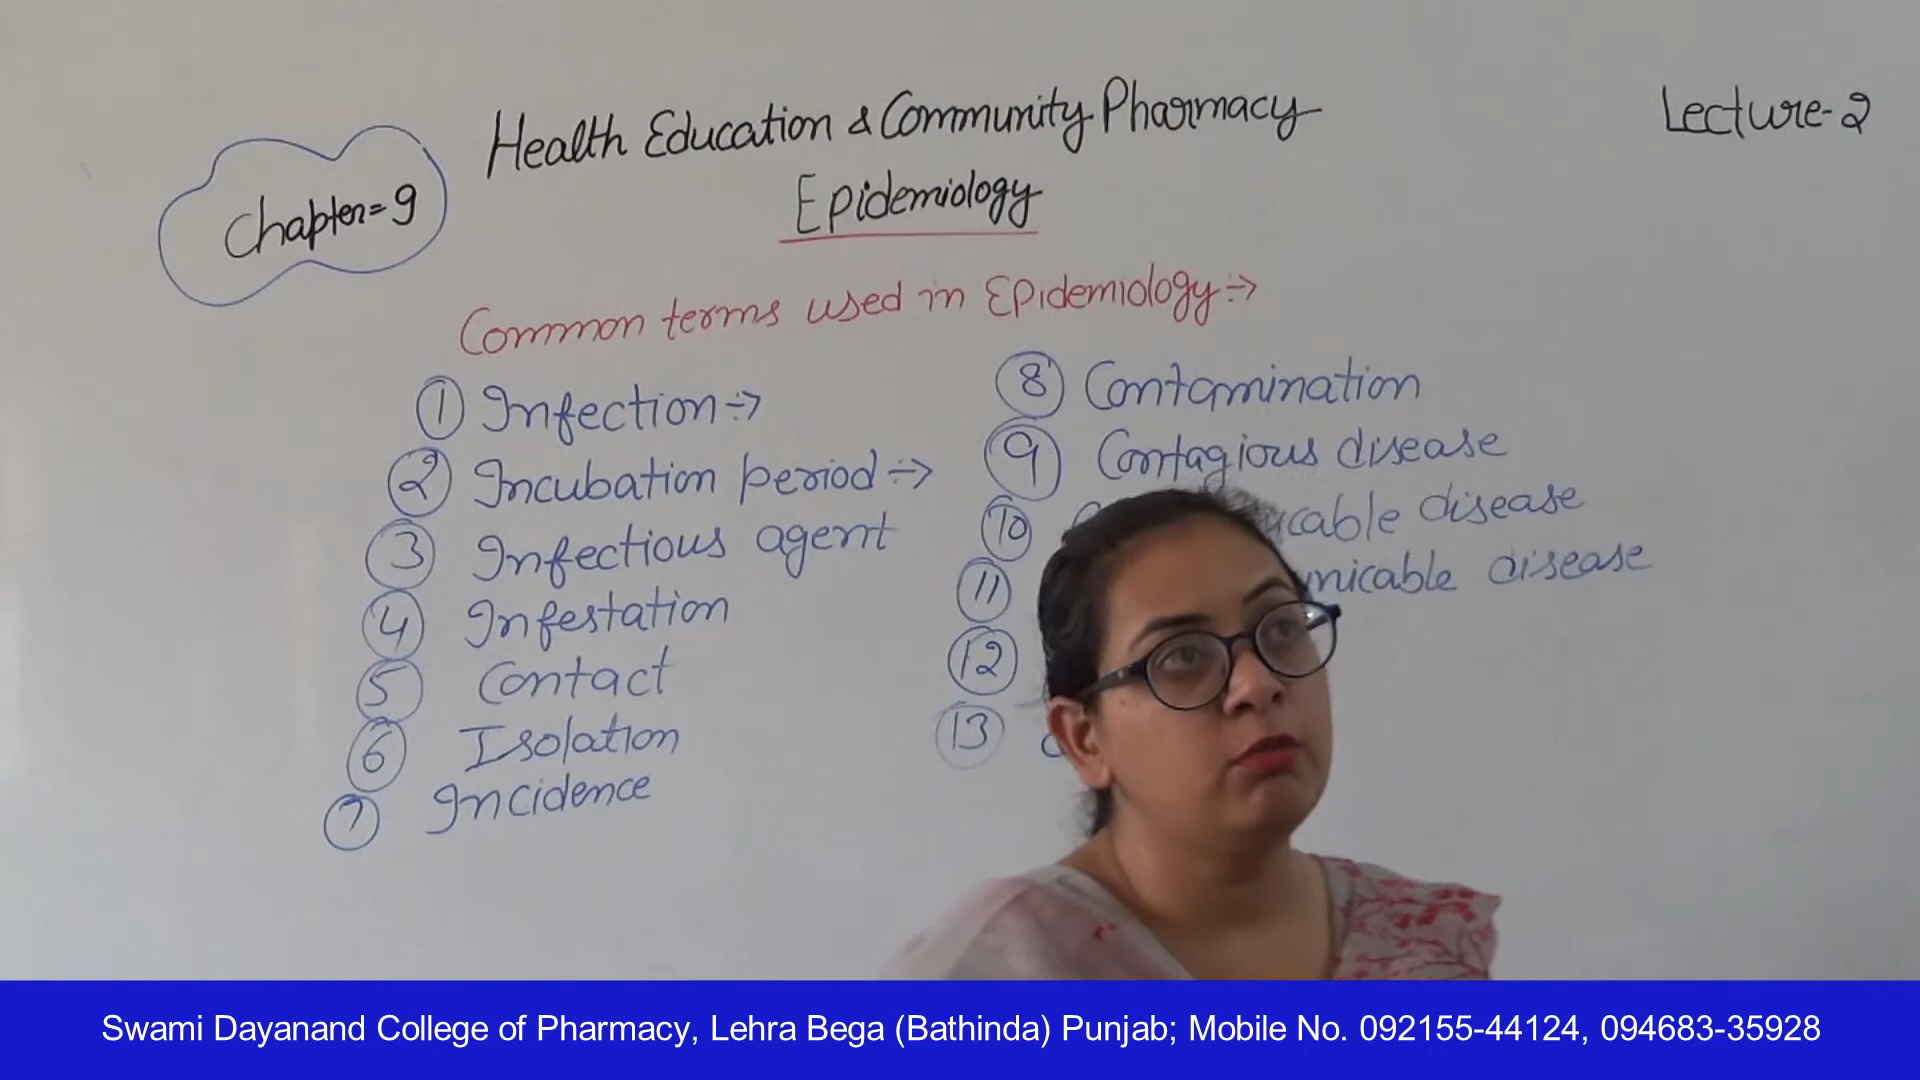 Health Education & Community Pharmacy
Lecture-2
Chapter = 9
Epidemiology
Common terms used in Epidemiology :->
1 Infection :->
2 Incubation period :->
3 Infectious agent
4 Infestation
5 Contact
6 Isolation
7 Incidence
8 Contamination
9 Contagious disease
10 disease
11 disease
12
13
Swami Dayanand College of Pharmacy, Lehra Bega (Bathinda) Punjab; Mobile No. 092155-44124, 094683-35928